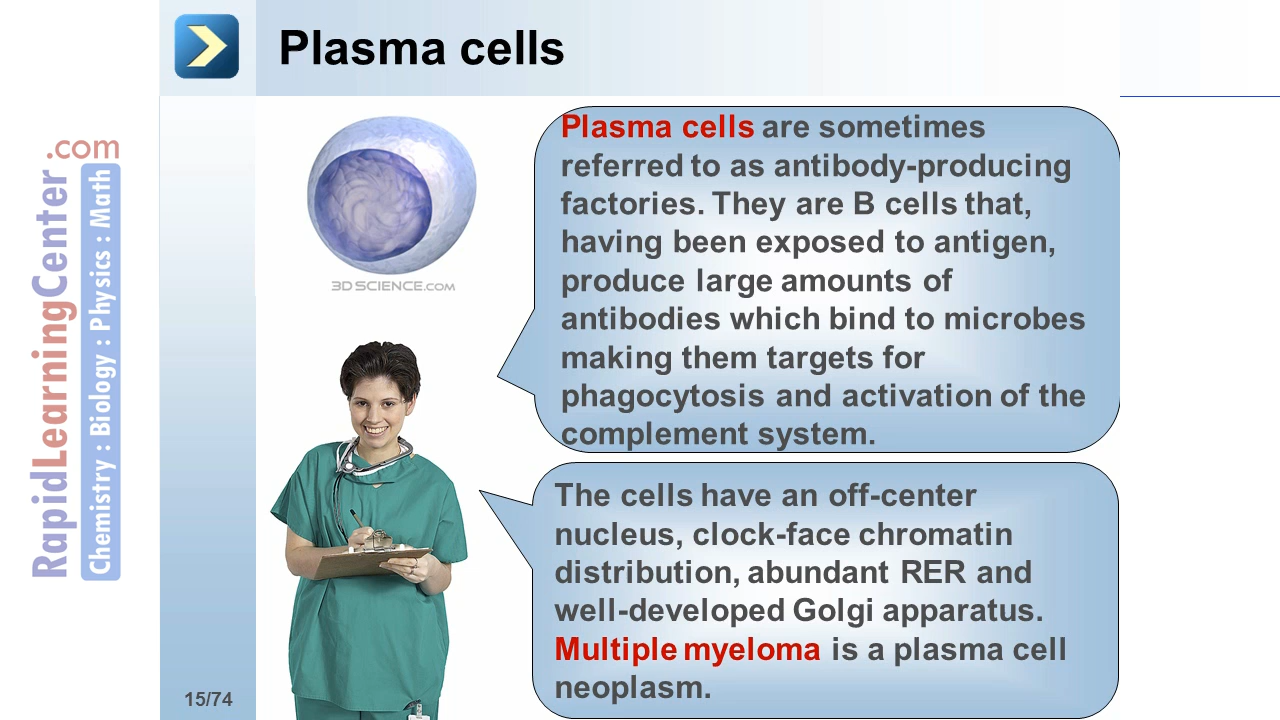 Plasma cells
RapidLearningCenter.com
Chemistry : Biology : Physics : Math
3DSCIENCE.COM
Plasma cells are sometimes
referred to as antibody-producing
factories. They are B cells that,
having been exposed to antigen,
produce large amounts of
antibodies which bind to microbes
making them targets for
phagocytosis and activation of the
complement system.
The cells have an off-center
nucleus, clock-face chromatin
distribution, abundant RER and
well-developed Golgi apparatus.
Multiple myeloma is a plasma cell
neoplasm.
15/74